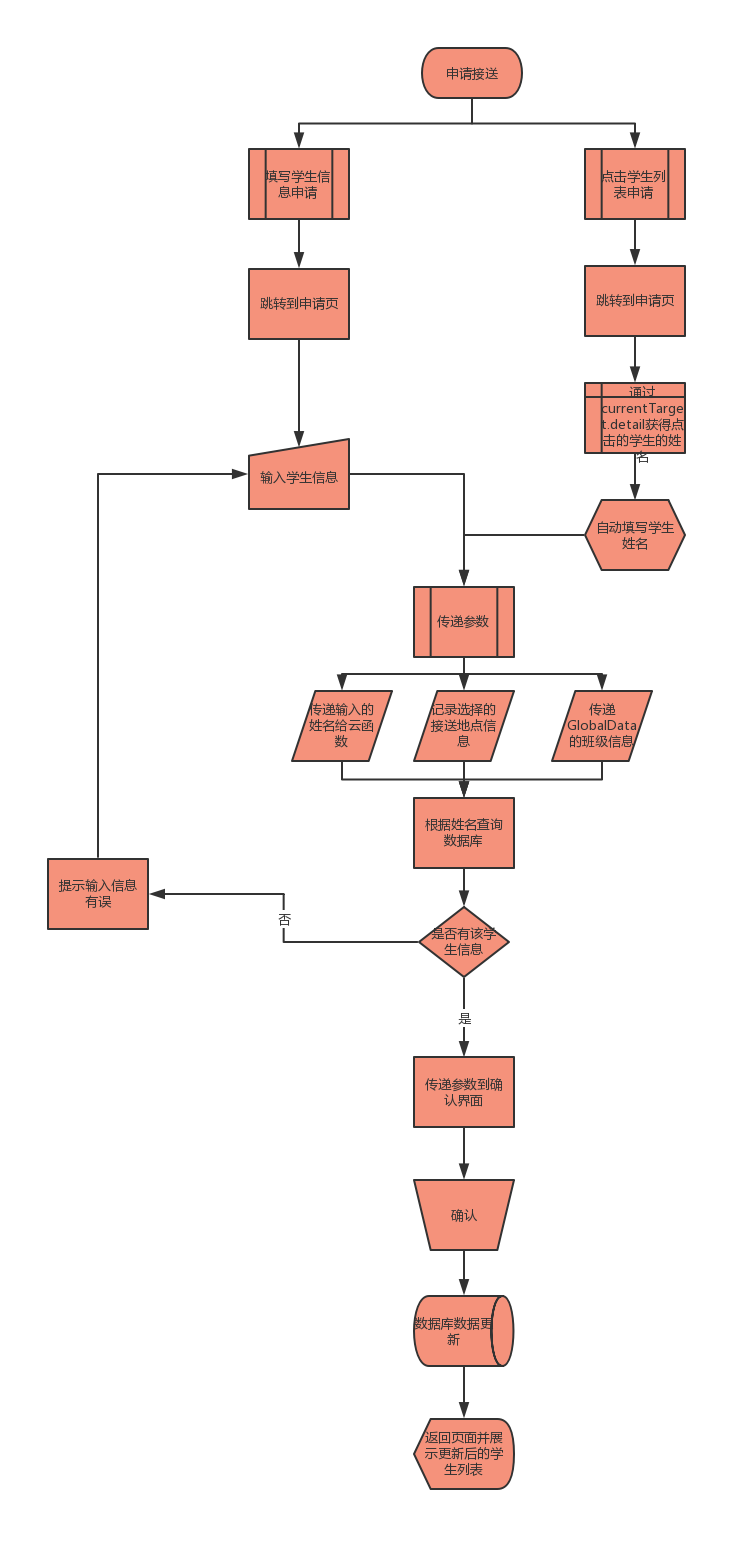 申请接送
填写学生信
息申请
点击学生列
表申请
跳转到申请页
跳转到申请页
通过
currentTarge
t.detail获得点
击的学生的姓
名
输入学生信息
自动填写学生
姓名
传递参数
传递输入的
姓名给云函
数
记录选择的
接送地点信
息
传递
GlobalData
的班级信息
根据姓名查询
数据库
提示输入信息
有误
否
是否有该学
生信息
是
传递参数到确
认界面
确认
数据库数据更
新
返回页面并展
示更新后的学
生列表